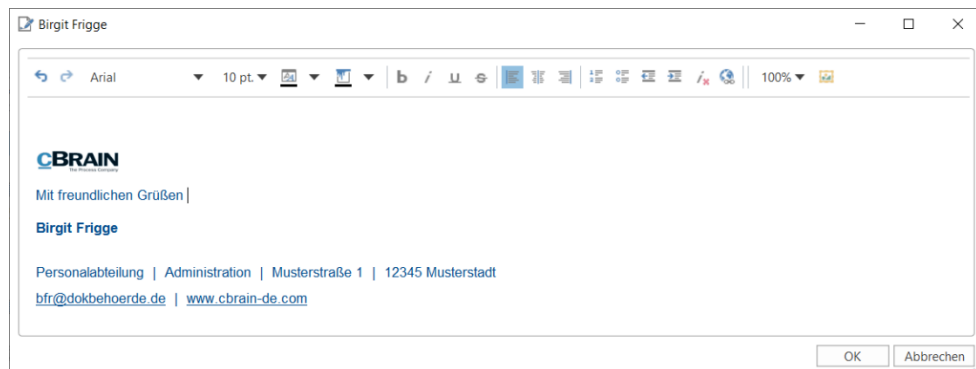 Birgit Frigge
Arial 10 pt. b i u s 100%
cBRAIN
The Process Company
Mit freundlichen Grüßen
Birgit Frigge
Personalabteilung | Administration | Musterstraße 1 | 12345 Musterstadt
bfr@dokbehoerde.de | www.cbrain-de.com
OK Abbrechen